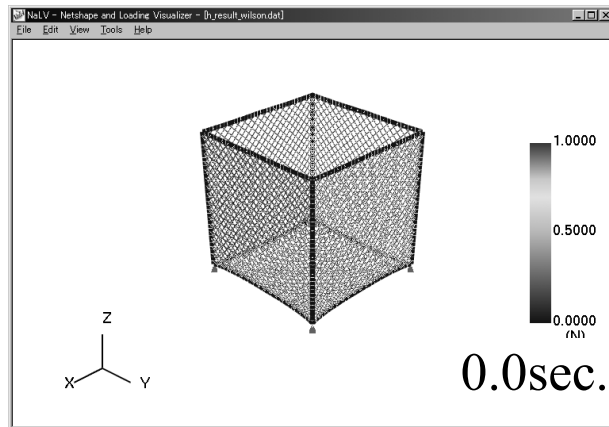 NaLV - Netshape and Loading Visualizer - [h_result_wilson.dat]
File Edit View Tools Help
1.0000
0.5000
0.0000
(N)
Z
X
Y
0.0sec.